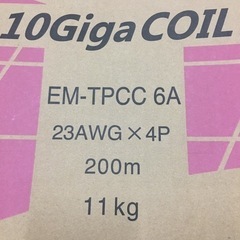 10Giga COIL
EM-TPCC 6A
23AWG×4P
200m
11kg